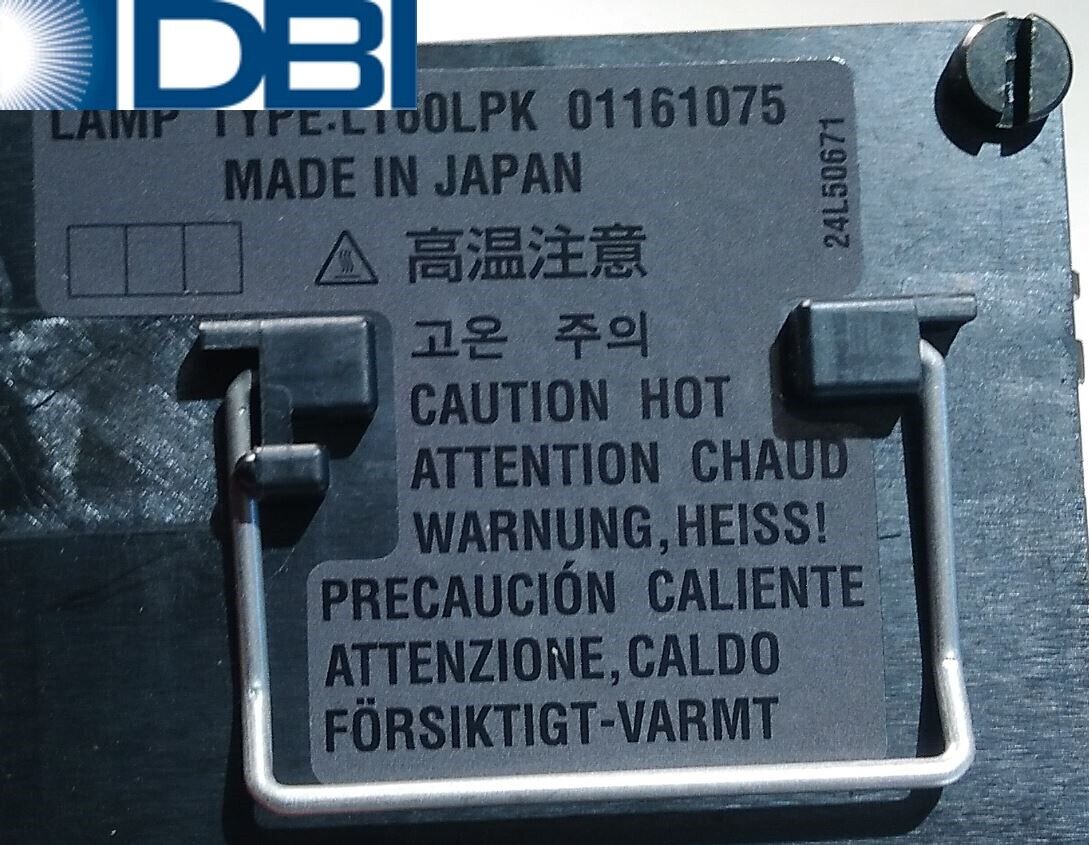 DBI
LAMP TYPE:LT60LPK 01161075
MADE IN JAPAN
24L50671
高温注意
고온 주의
CAUTION HOT
ATTENTION CHAUD
WARNUNG,HEISS!
PRECAUCIÓN CALIENTE
ATTENZIONE,CALDO
FÖRSIKTIGT-VARMT